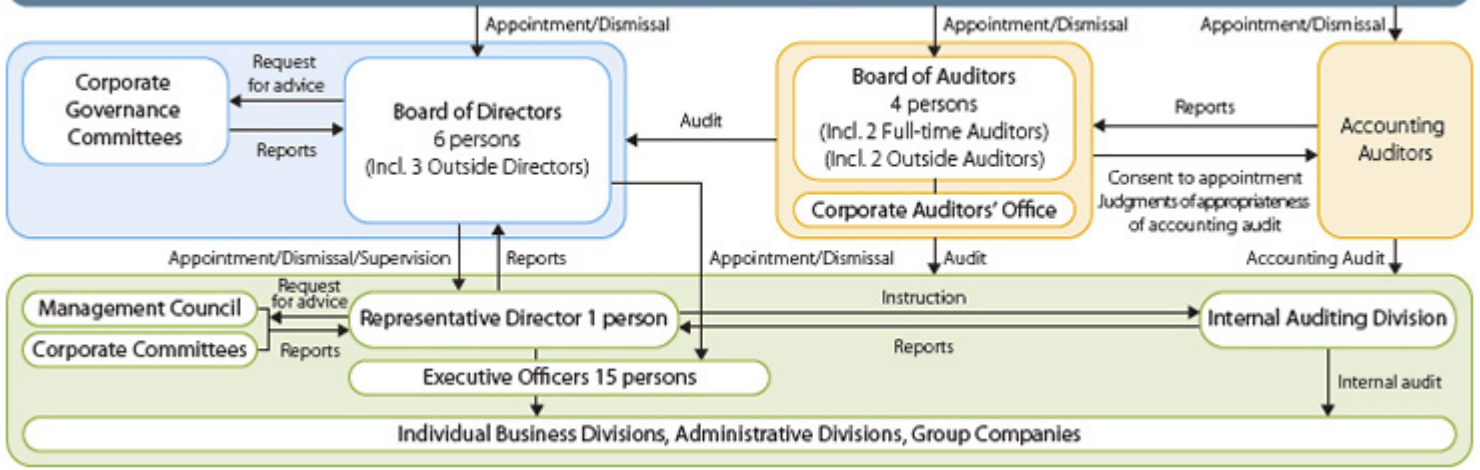 Appointment/Dismissal
Appointment/Dismissal
Appointment/Dismissal
Corporate
Governance
Committees
Request
for advice
Reports
Board of Directors
6 persons
(Incl. 3 Outside Directors)
Audit
Board of Auditors
4 persons
(Incl. 2 Full-time Auditors)
(Incl. 2 Outside Auditors)
Corporate Auditors' Office
Reports
Consent to appointment
Judgments of appropriateness
of accounting audit
Accounting
Auditors
Appointment/Dismissal/Supervision
Reports
Appointment/Dismissal
Audit
Accounting Audit
Management Council
Corporate Committees
Request
for advice
Reports
Representative Director 1 person
Instruction
Reports
Internal Auditing Division
Executive Officers 15 persons
Internal audit
Individual Business Divisions, Administrative Divisions, Group Companies